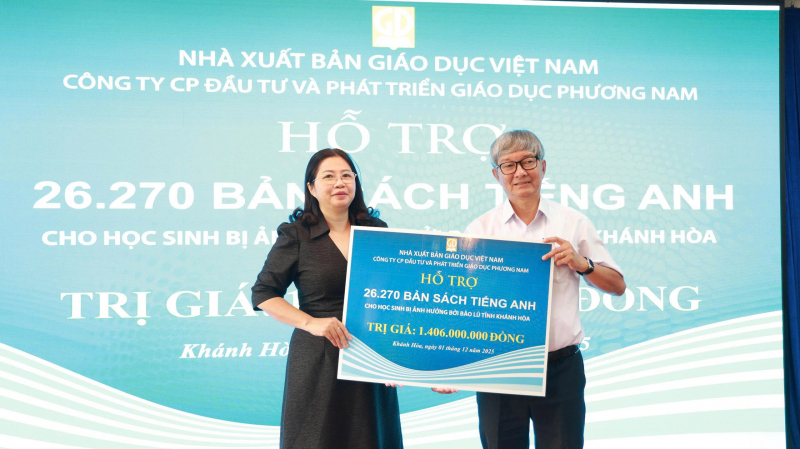 NHÀ XUẤT BẢN GIÁO DỤC VIỆT NAM
CÔNG TY CP ĐẦU TƯ VÀ PHÁT TRIỂN GIÁO DỤC PHƯƠNG NAM
HỖ TRỢ
26.270 BẢN SÁCH TIẾNG ANH
CHO HỌC SINH BỊ KHÁNH HÒA
TRỊ GIÁ ĐỒNG
Khánh Hò
NHÀ XUẤT BẢN GIÁO DỤC VIỆT NAM
CÔNG TY CP ĐẦU TƯ VÀ PHÁT TRIỂN GIÁO DỤC PHƯƠNG NAM
HỖ TRỢ
26.270 BẢN SÁCH TIẾNG ANH
CHO HỌC SINH BỊ ẢNH HƯỞNG BỞI BÃO LŨ TỈNH KHÁNH HÒA
TRỊ GIÁ: 1.406.000.000 ĐỒNG
Khánh Hòa, ngày 01 tháng 12 năm 2025